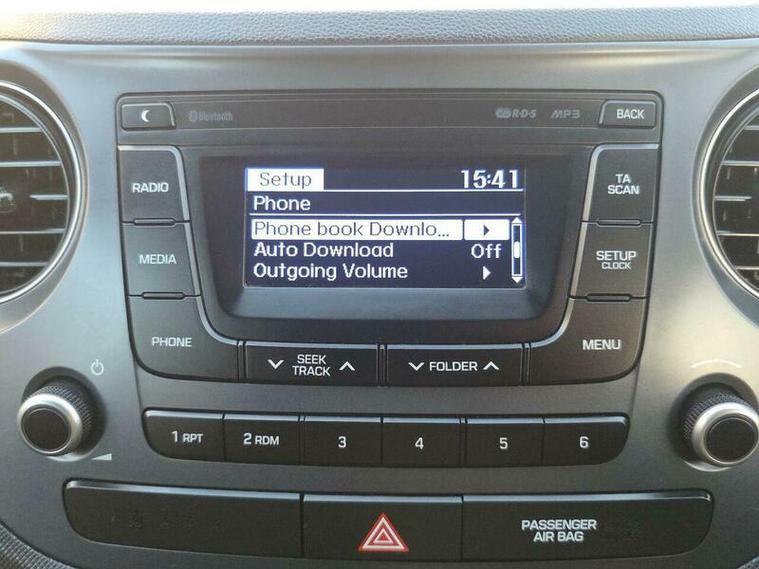 Bluetooth
R·D·S
MP3
BACK
RADIO
Setup 15:41
TA
SCAN
Phone
Phone book Downlo...
Auto Download Off
Outgoing Volume
MEDIA
SETUP
CLOCK
PHONE
SEEK
TRACK
FOLDER
MENU
1 RPT
2 RDM
3
4
5
6
PASSENGER
AIR BAG